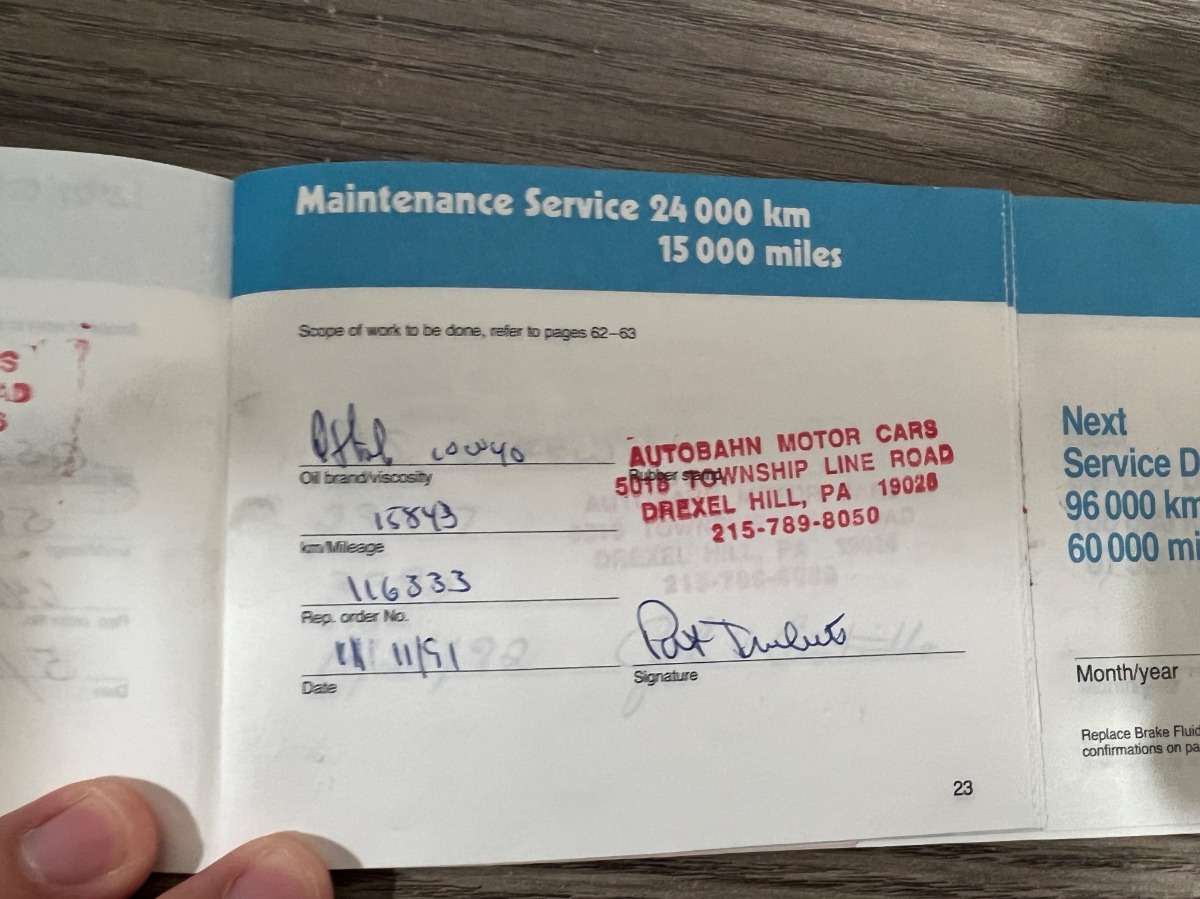 Maintenance Service 24 000 km
15 000 miles
Scope of work to be done, refer to pages 62–63
10W40
Oil brand/viscosity
15843
km/Mileage
116333
Rep. order No.
11/91
Date
AUTOBAHN MOTOR CARS
Rubber stamp
5015 TOWNSHIP LINE ROAD
DREXEL HILL, PA 19026
215-789-8050
Pat
Signature
23
Next
Service D
96 000 km
60 000 mi
Month/year
Replace Brake Fluid
confirmations on pa